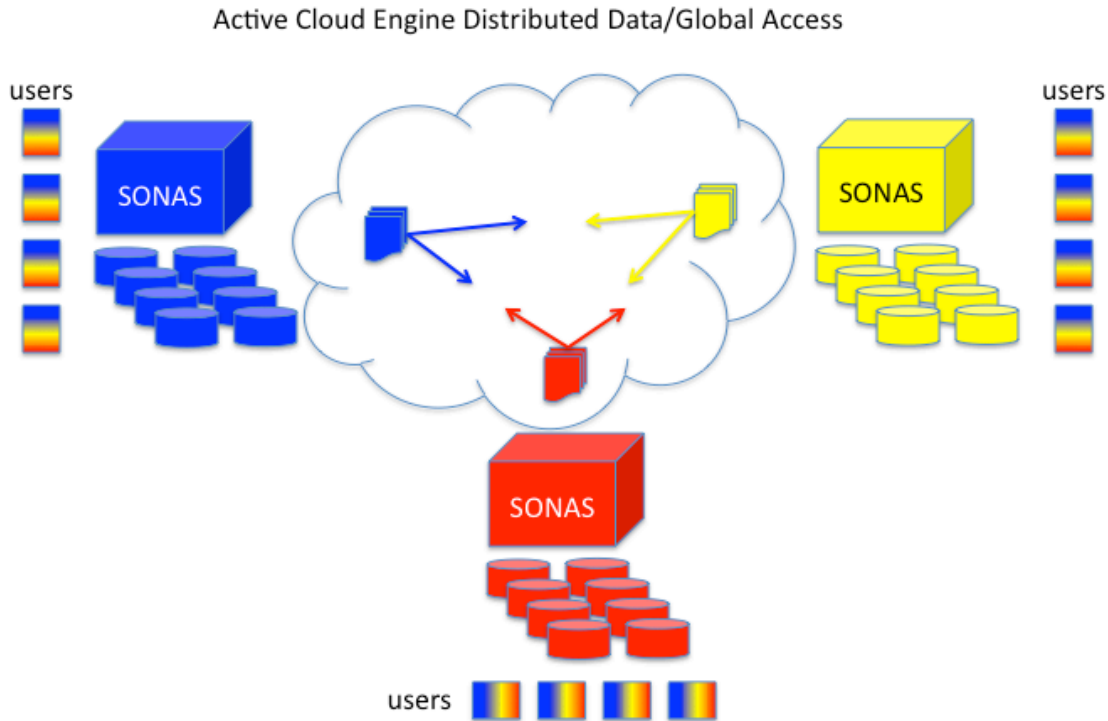 Active Cloud Engine Distributed Data/Global Access
users
users
SONAS
SONAS
SONAS
users